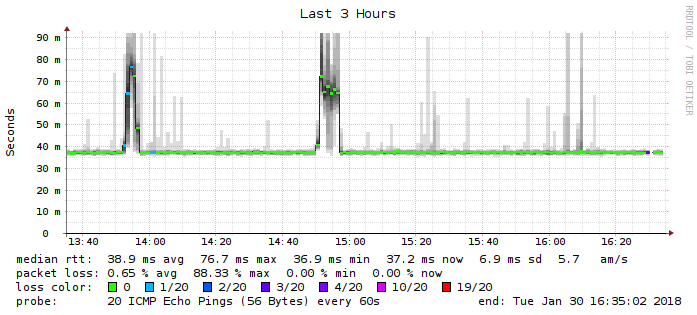 Last 3 Hours
RRDTOOL / TOBI OETIKER
Seconds
90 m
80 m
70 m
60 m
50 m
40 m
30 m
20 m
10 m
0
13:40 14:00 14:20 14:40 15:00 15:20 15:40 16:00 16:20
median rtt: 38.9 ms avg 76.7 ms max 36.9 ms min 37.2 ms now 6.9 ms sd 5.7 am/s
packet loss: 0.65 % avg 88.33 % max 0.00 % min 0.00 % now
loss color: 0 1/20 2/20 3/20 4/20 10/20 19/20
probe: 20 ICMP Echo Pings (56 Bytes) every 60s end: Tue Jan 30 16:35:02 2018